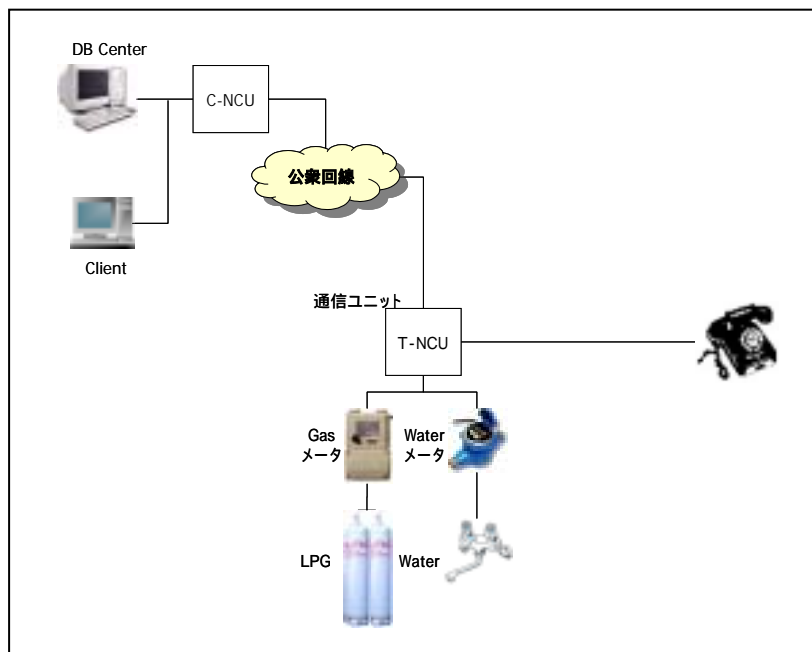 DB Center
C-NCU
公衆回線
Client
通信ユニット
T-NCU
Gas
メータ
Water
メータ
LPG
Water